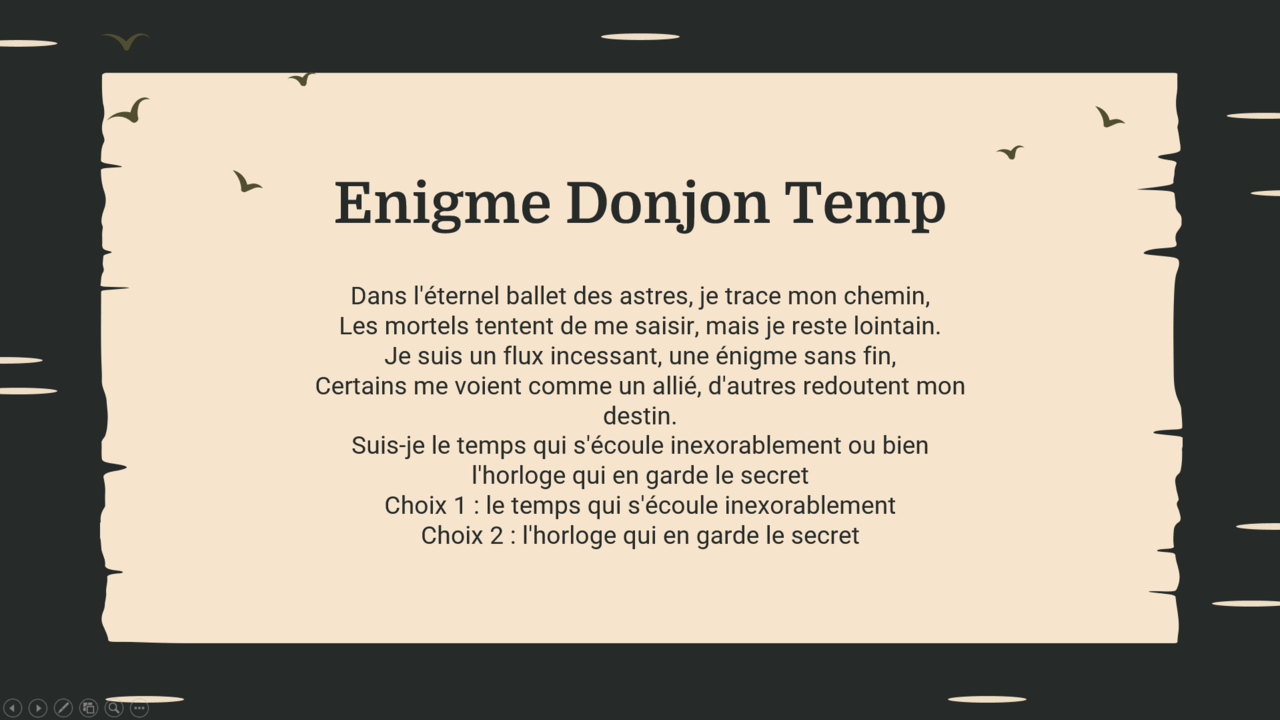 Enigme Donjon Temp
Dans l'éternel ballet des astres, je trace mon chemin,
Les mortels tentent de me saisir, mais je reste lointain.
Je suis un flux incessant, une énigme sans fin,
Certains me voient comme un allié, d'autres redoutent mon
destin.
Suis-je le temps qui s'écoule inexorablement ou bien
l'horloge qui en garde le secret
Choix 1 : le temps qui s'écoule inexorablement
Choix 2 : l'horloge qui en garde le secret